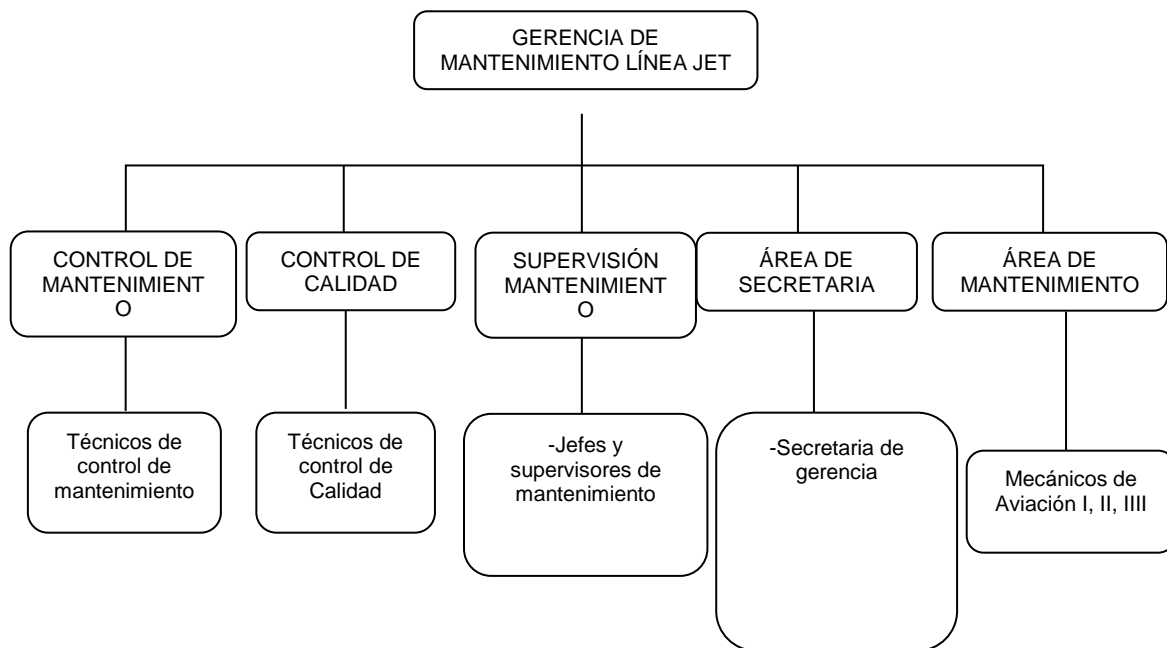 GERENCIA DE
MANTENIMIENTO LÍNEA JET
CONTROL DE
MANTENIMIENT
O
CONTROL DE
CALIDAD
SUPERVISIÓN
MANTENIMIENT
O
ÁREA DE
SECRETARIA
ÁREA DE
MANTENIMIENTO
Técnicos de
control de
mantenimiento
Técnicos de
control de
Calidad
-Jefes y
supervisores de
mantenimiento
-Secretaria de
gerencia
Mecánicos de
Aviación I, II, IIII